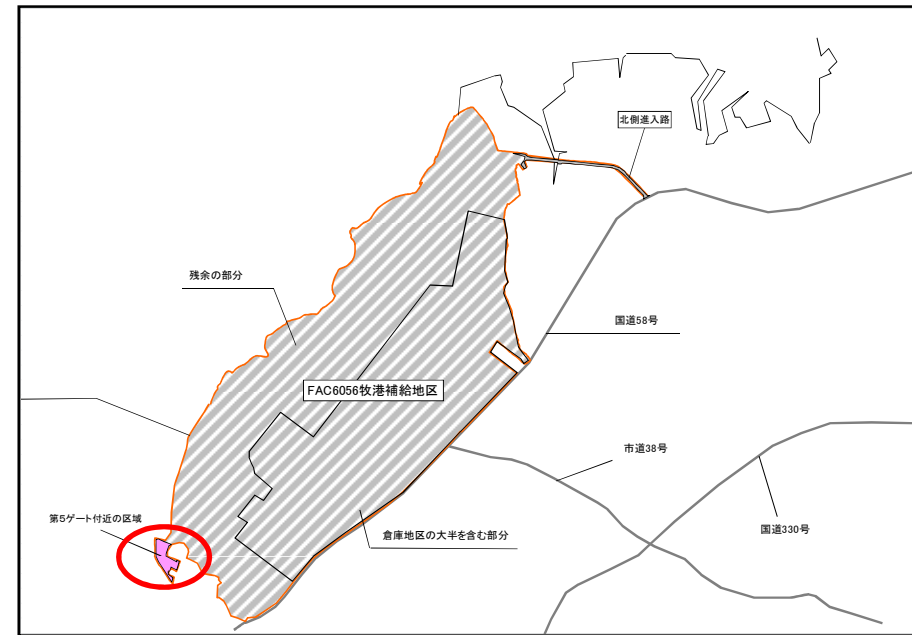 北側進入路
残余の部分
国道58号
FAC6056牧港補給地区
市道38号
第5ゲート付近の区域
国道330号
倉庫地区の大半を含む部分